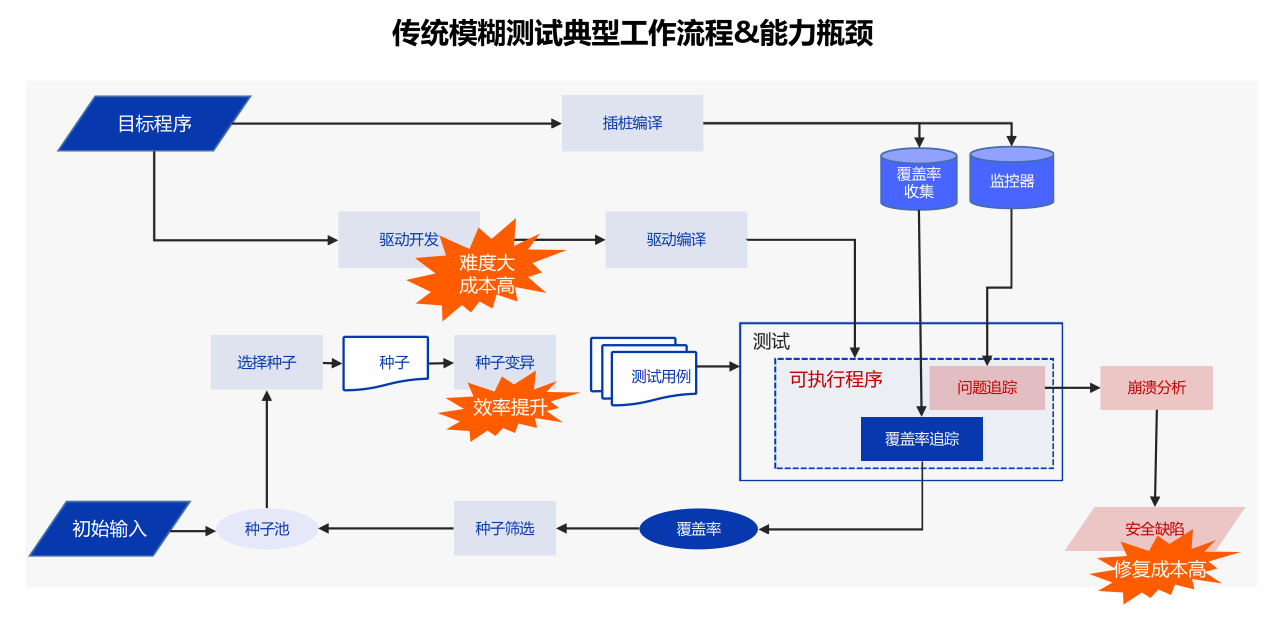 传统模糊测试典型工作流程&能力瓶颈
目标程序
插桩编译
覆盖率
收集
监控器
驱动开发
难度大
成本高
驱动编译
选择种子
种子
种子变异
效率提升
测试用例
测试
可执行程序
问题追踪
覆盖率追踪
崩溃分析
初始输入
种子池
种子筛选
覆盖率
安全缺陷
修复成本高